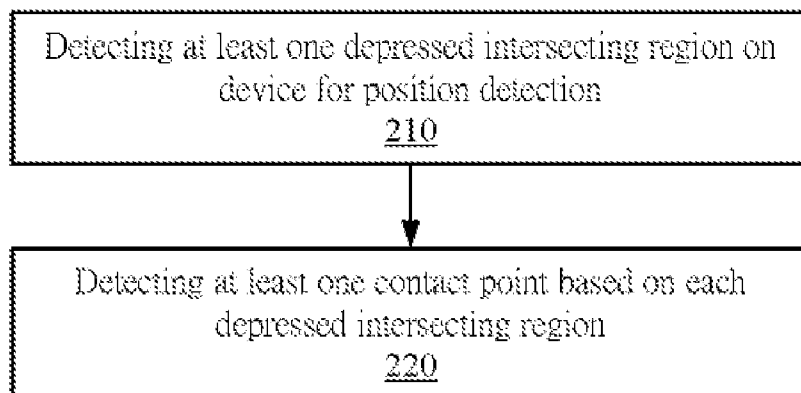 Detecting at least one depressed intersecting region on
device for position detection
210
Detecting at least one contact point based on each
depressed intersecting region
220